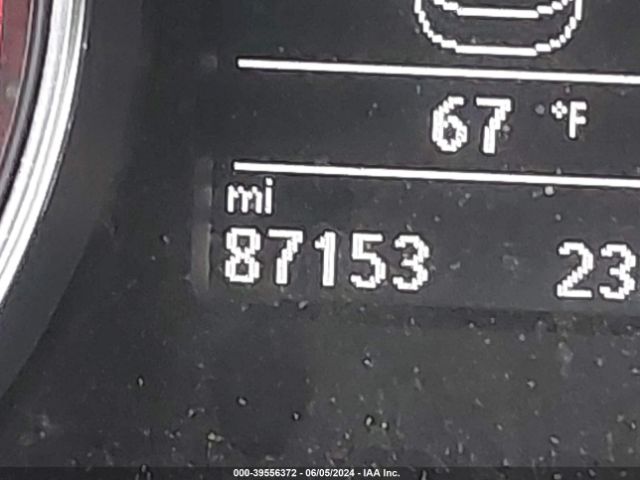 67 °F
mi
87153 23
000-39556372 - 06/05/2024 - IAA Inc.